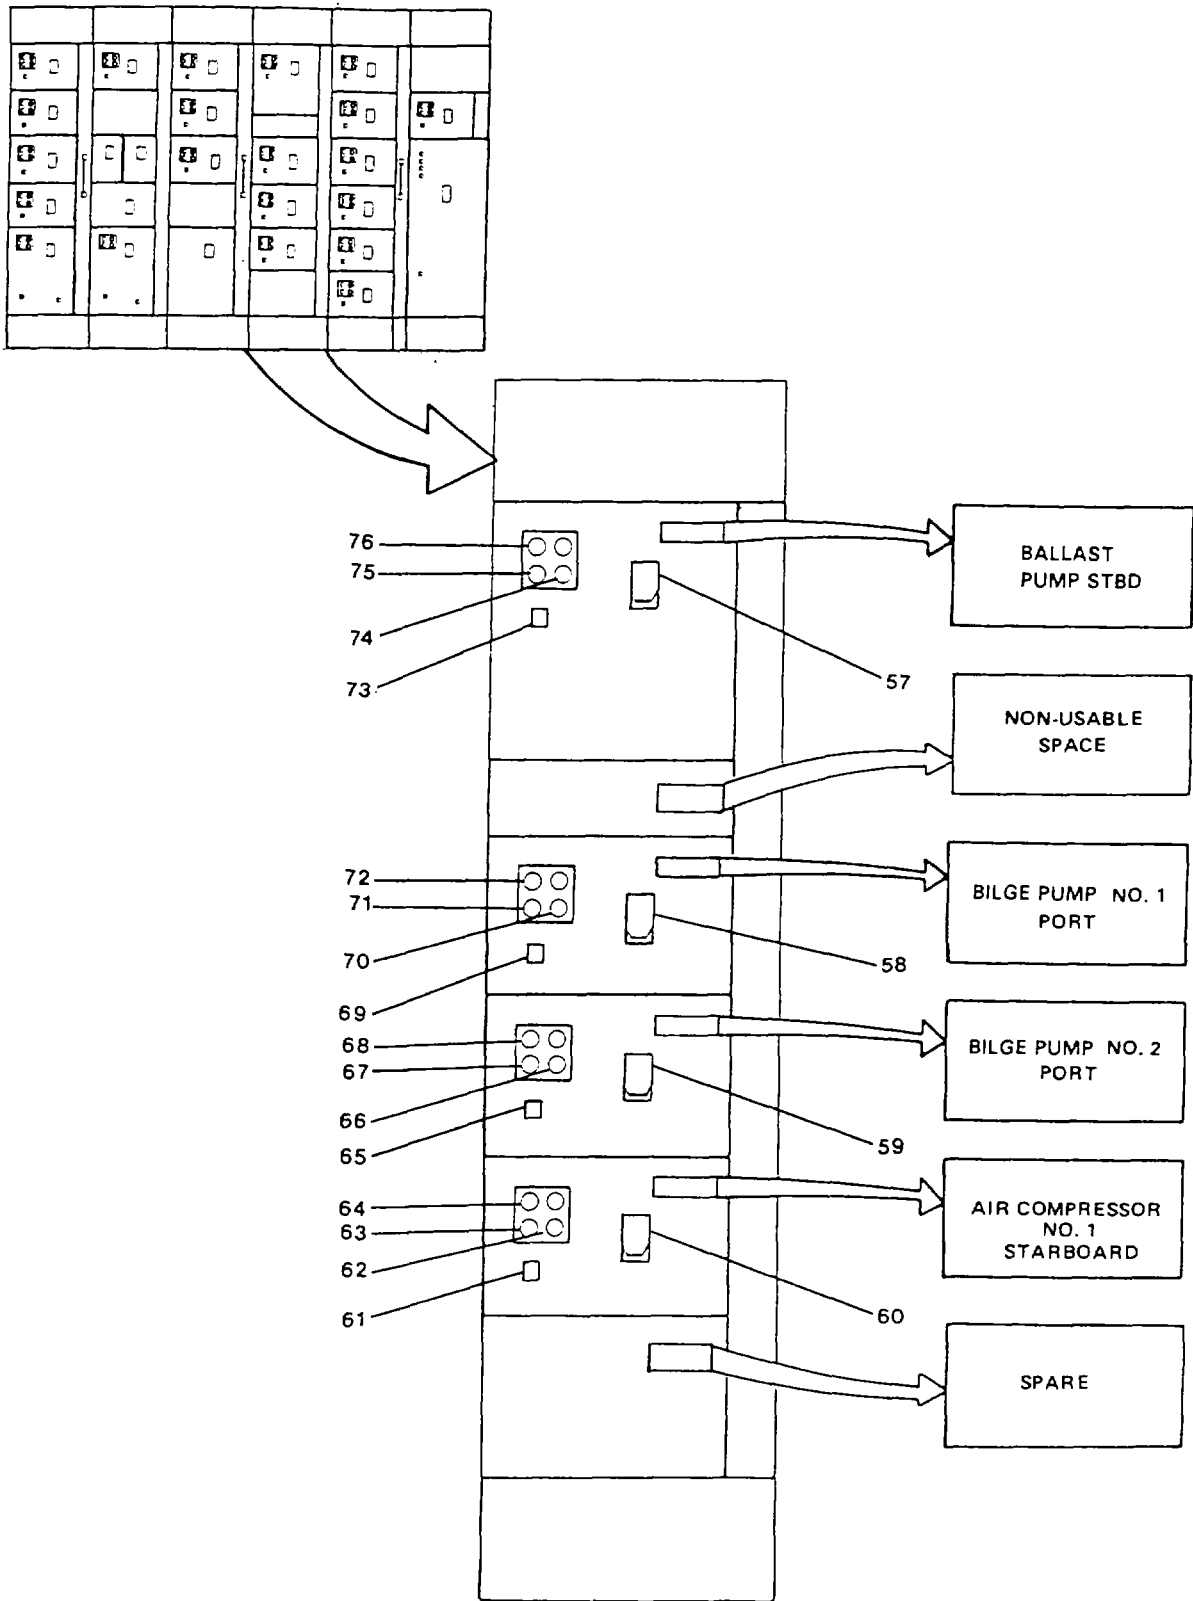 76
75
74
73
57
BALLAST
PUMP STBD
NON-USABLE
SPACE
72
71
70
69
58
BILGE PUMP NO. 1
PORT
68
67
66
65
59
BILGE PUMP NO. 2
PORT
64
63
62
61
60
AIR COMPRESSOR
NO. 1
STARBOARD
SPARE